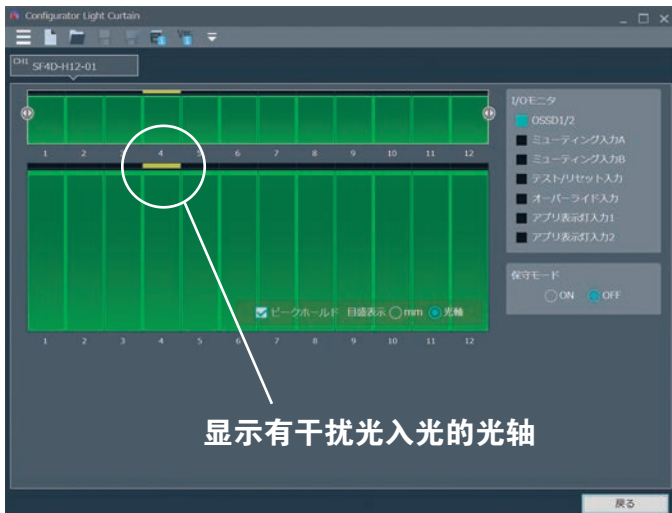 Configurator Light Curtain
CH1 SF4D-H12-01
1 2 3 4 5 6 7 8 9 10 11 12
1 2 3 4 5 6 7 8 9 10 11 12
ピークホールド 目盛表示 mm 光軸
I/Oモニタ
OSSD1/2
ミューティング入力A
ミューティング入力B
テスト/リセット入力
オーバーライド入力
アプリ表示灯入力1
アプリ表示灯入力2
保守モード
ON OFF
显示有干扰光入光的光轴
戻る